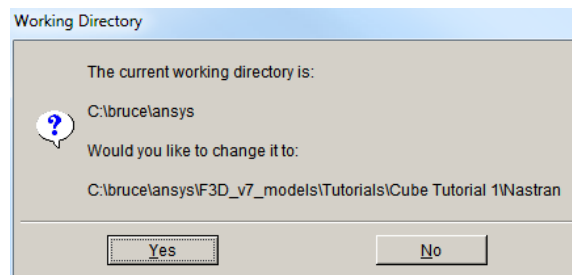 Working Directory
The current working directory is:
C:\bruce\ansys
Would you like to change it to:
C:\bruce\ansys\F3D_v7_models\Tutorials\Cube Tutorial 1\Nastran
Yes
No